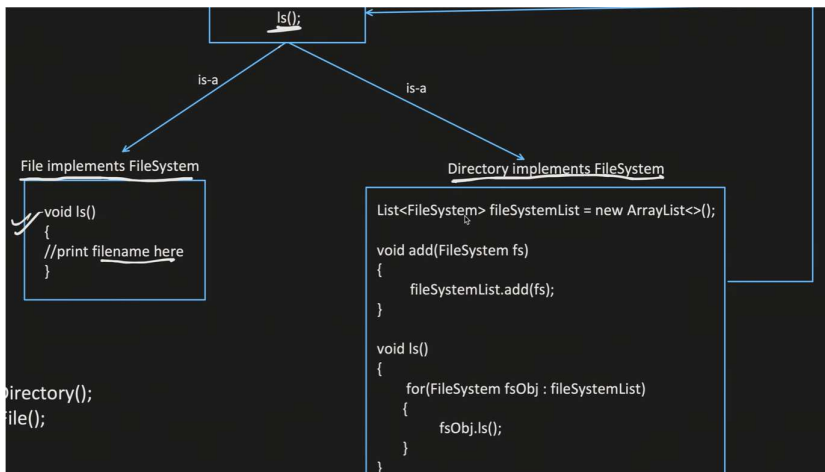 ls();
is-a
is-a
File implements FileSystem
void ls()
{
//print filename here
}
Directory implements FileSystem
List<FileSystem> fileSystemList = new ArrayList<>();
void add(FileSystem fs)
{
fileSystemList.add(fs);
}
void ls()
{
for(FileSystem fsObj : fileSystemList)
{
fsObj.ls();
}
}
Directory();
File();